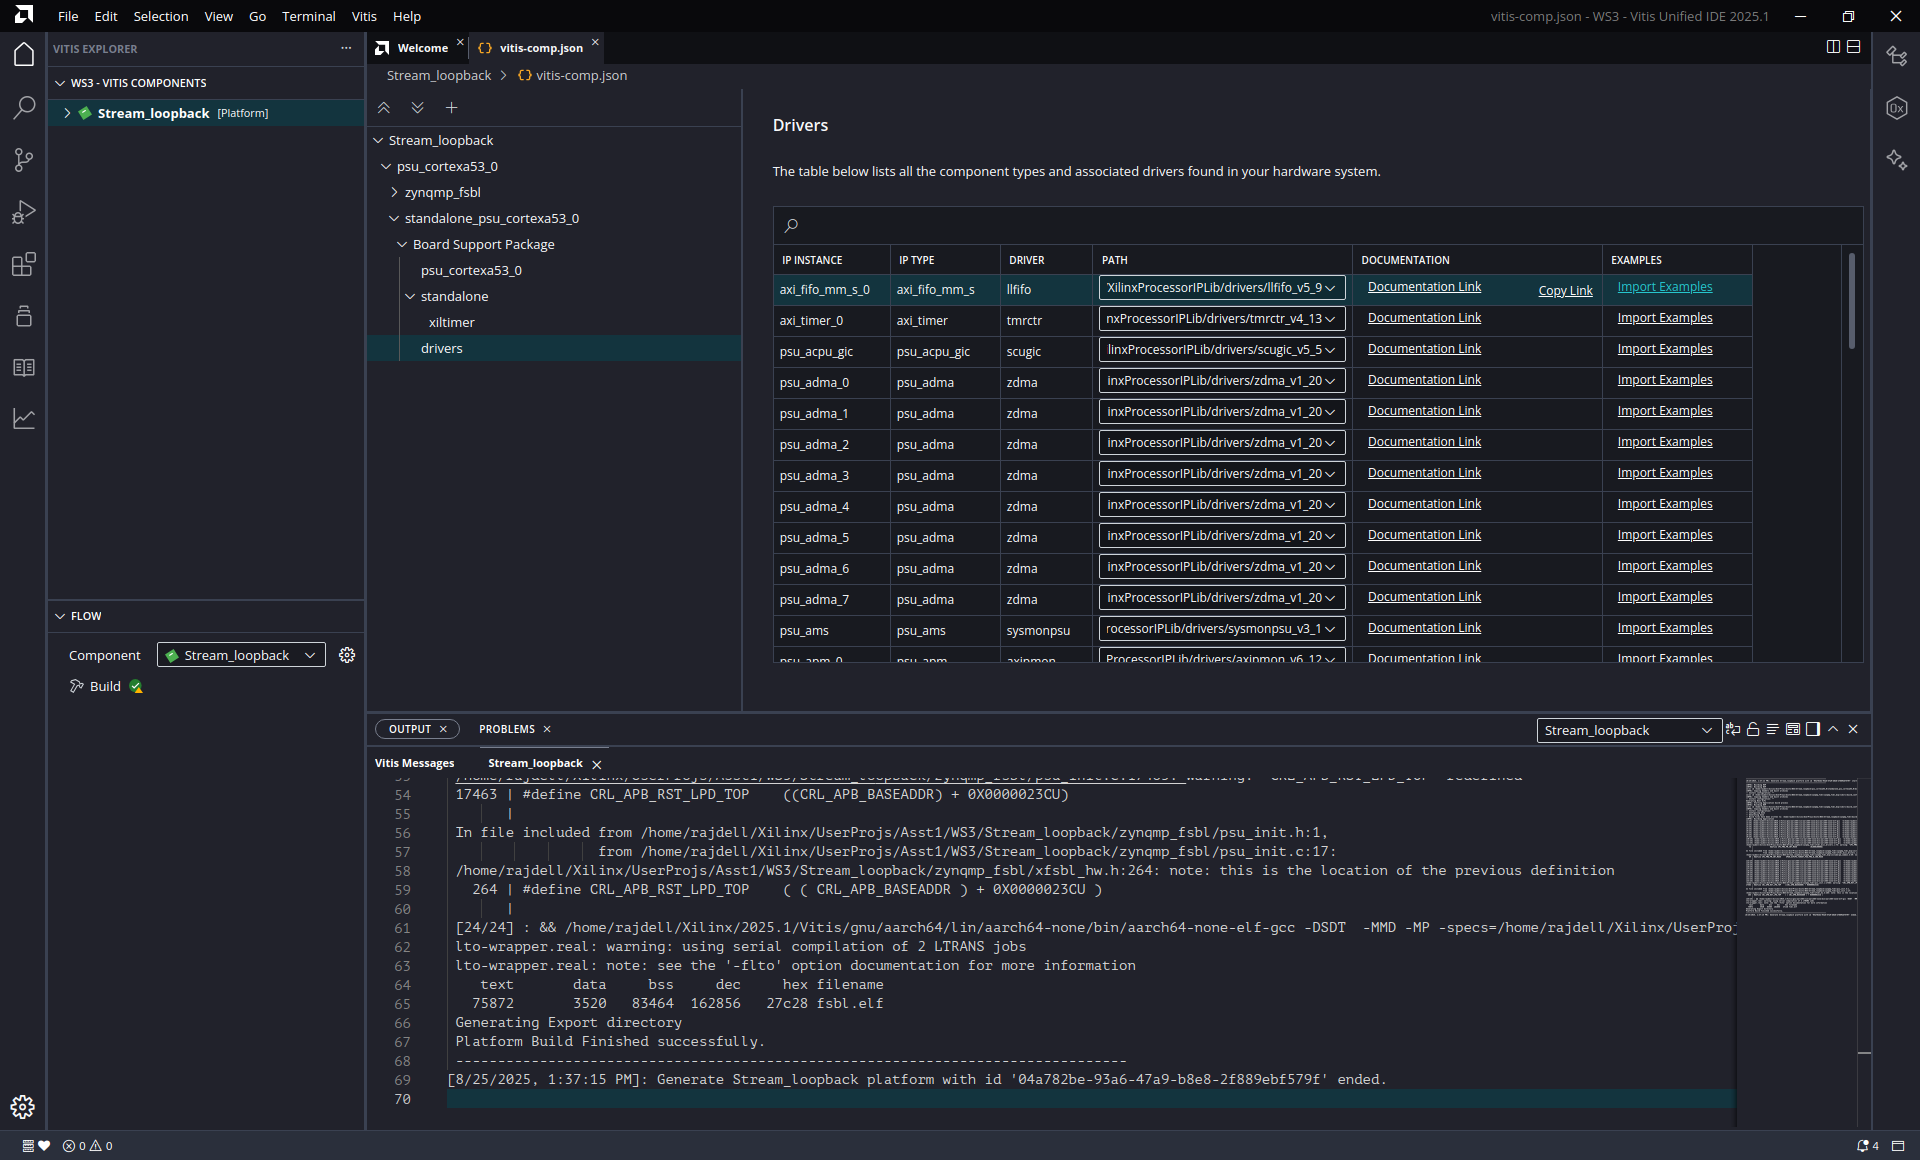 File Edit Selection View Go Terminal Vitis Help
vitis-comp.json - WS3 - Vitis Unified IDE 2025.1
VITIS EXPLORER
WS3 - VITIS COMPONENTS
Stream_loopback [Platform]
FLOW
Component Stream_loopback
Build
Welcome vitis-comp.json
Stream_loopback > {} vitis-comp.json
Stream_loopback
psu_cortexa53_0
zynqmp_fsbl
standalone_psu_cortexa53_0
Board Support Package
psu_cortexa53_0
standalone
xiltimer
drivers
Drivers
The table below lists all the component types and associated drivers found in your hardware system.
IP INSTANCE IP TYPE DRIVER PATH DOCUMENTATION EXAMPLES
axi_fifo_mm_s_0 axi_fifo_mm_s llfifo XilinxProcessorIPLib/drivers/llfifo_v5_9 Documentation Link Copy Link Import Examples
axi_timer_0 axi_timer tmrctr nxProcessorIPLib/drivers/tmrctr_v4_13 Documentation Link Import Examples
psu_acpu_gic psu_acpu_gic scugic linxProcessorIPLib/drivers/scugic_v5_5 Documentation Link Import Examples
psu_adma_0 psu_adma zdma inxProcessorIPLib/drivers/zdma_v1_20 Documentation Link Import Examples
psu_adma_1 psu_adma zdma inxProcessorIPLib/drivers/zdma_v1_20 Documentation Link Import Examples
psu_adma_2 psu_adma zdma inxProcessorIPLib/drivers/zdma_v1_20 Documentation Link Import Examples
psu_adma_3 psu_adma zdma inxProcessorIPLib/drivers/zdma_v1_20 Documentation Link Import Examples
psu_adma_4 psu_adma zdma inxProcessorIPLib/drivers/zdma_v1_20 Documentation Link Import Examples
psu_adma_5 psu_adma zdma inxProcessorIPLib/drivers/zdma_v1_20 Documentation Link Import Examples
psu_adma_6 psu_adma zdma inxProcessorIPLib/drivers/zdma_v1_20 Documentation Link Import Examples
psu_adma_7 psu_adma zdma inxProcessorIPLib/drivers/zdma_v1_20 Documentation Link Import Examples
psu_ams psu_ams sysmonpsu rocessorIPLib/drivers/sysmonpsu_v3_1 Documentation Link Import Examples
psu_apm_0 psu_apm axipmon ProcessorIPLib/drivers/axipmon_v6_12 Documentation Link Import Examples
OUTPUT PROBLEMS Stream_loopback
Vitis Messages Stream_loopback
53 /home/rajdell/Xilinx/UserProjs/Asst1/WS3/Stream_loopback/zynqmp_fsbl/psu_init.c:17463: warning: "CRL_APB_RST_LPD_TOP" redefined
54 17463 | #define CRL_APB_RST_LPD_TOP ((CRL_APB_BASEADDR) + 0X0000023CU)
55 |
56 In file included from /home/rajdell/Xilinx/UserProjs/Asst1/WS3/Stream_loopback/zynqmp_fsbl/psu_init.h:1,
57 from /home/rajdell/Xilinx/UserProjs/Asst1/WS3/Stream_loopback/zynqmp_fsbl/psu_init.c:17:
58 /home/rajdell/Xilinx/UserProjs/Asst1/WS3/Stream_loopback/zynqmp_fsbl/xfsbl_hw.h:264: note: this is the location of the previous definition
59 264 | #define CRL_APB_RST_LPD_TOP ( ( CRL_APB_BASEADDR ) + 0X0000023CU )
60 |
61 [24/24] : && /home/rajdell/Xilinx/2025.1/Vitis/gnu/aarch64/lin/aarch64-none/bin/aarch64-none-elf-gcc -DSDT -MMD -MP -specs=/home/rajdell/Xilinx/UserProj
62 lto-wrapper.real: warning: using serial compilation of 2 LTRANS jobs
63 lto-wrapper.real: note: see the '-flto' option documentation for more information
64 text data bss dec hex filename
65 75872 3520 83464 162856 27c28 fsbl.elf
66 Generating Export directory
67 Platform Build Finished successfully.
68 --------------------------------------------------------------------------------
69 [8/25/2025, 1:37:15 PM]: Generate Stream_loopback platform with id '04a782be-93a6-47a9-b8e8-2f889ebf579f' ended.
70
0 0
4